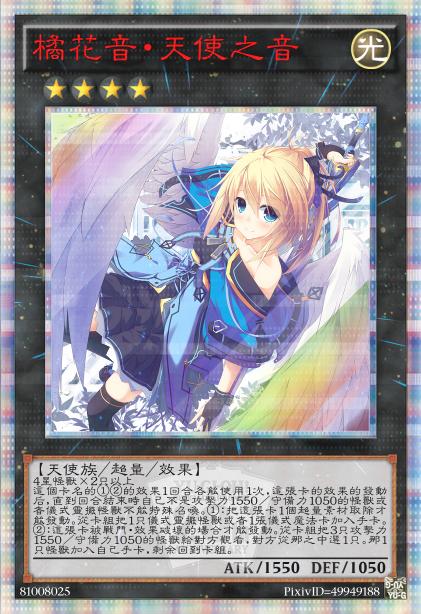 橘花音·天使之音
光
【天使族／超量／效果】
4星怪獸×2只以上
這個卡名的①②的效果1回合各能使用1次,這張卡的效果的發動
后,直到回合結束時自己不是攻擊力1550／守備力1050的怪獸或
者儀式靈擺怪獸不能特殊召喚。①:把這張卡1個超量素材取除才
能發動。從卡組把1只儀式靈擺怪獸或者1張儀式魔法卡加入手卡。
②:這張卡被戰鬥·效果破壞的場合才能發動。從卡組把3只攻擊力
1550／守備力1050的怪獸給對方觀看,對方從那之中選1只。那1
只怪獸加入自己手卡,剩余回到卡組。
ATK/1550 DEF/1050
81008025
PixivID=49949188